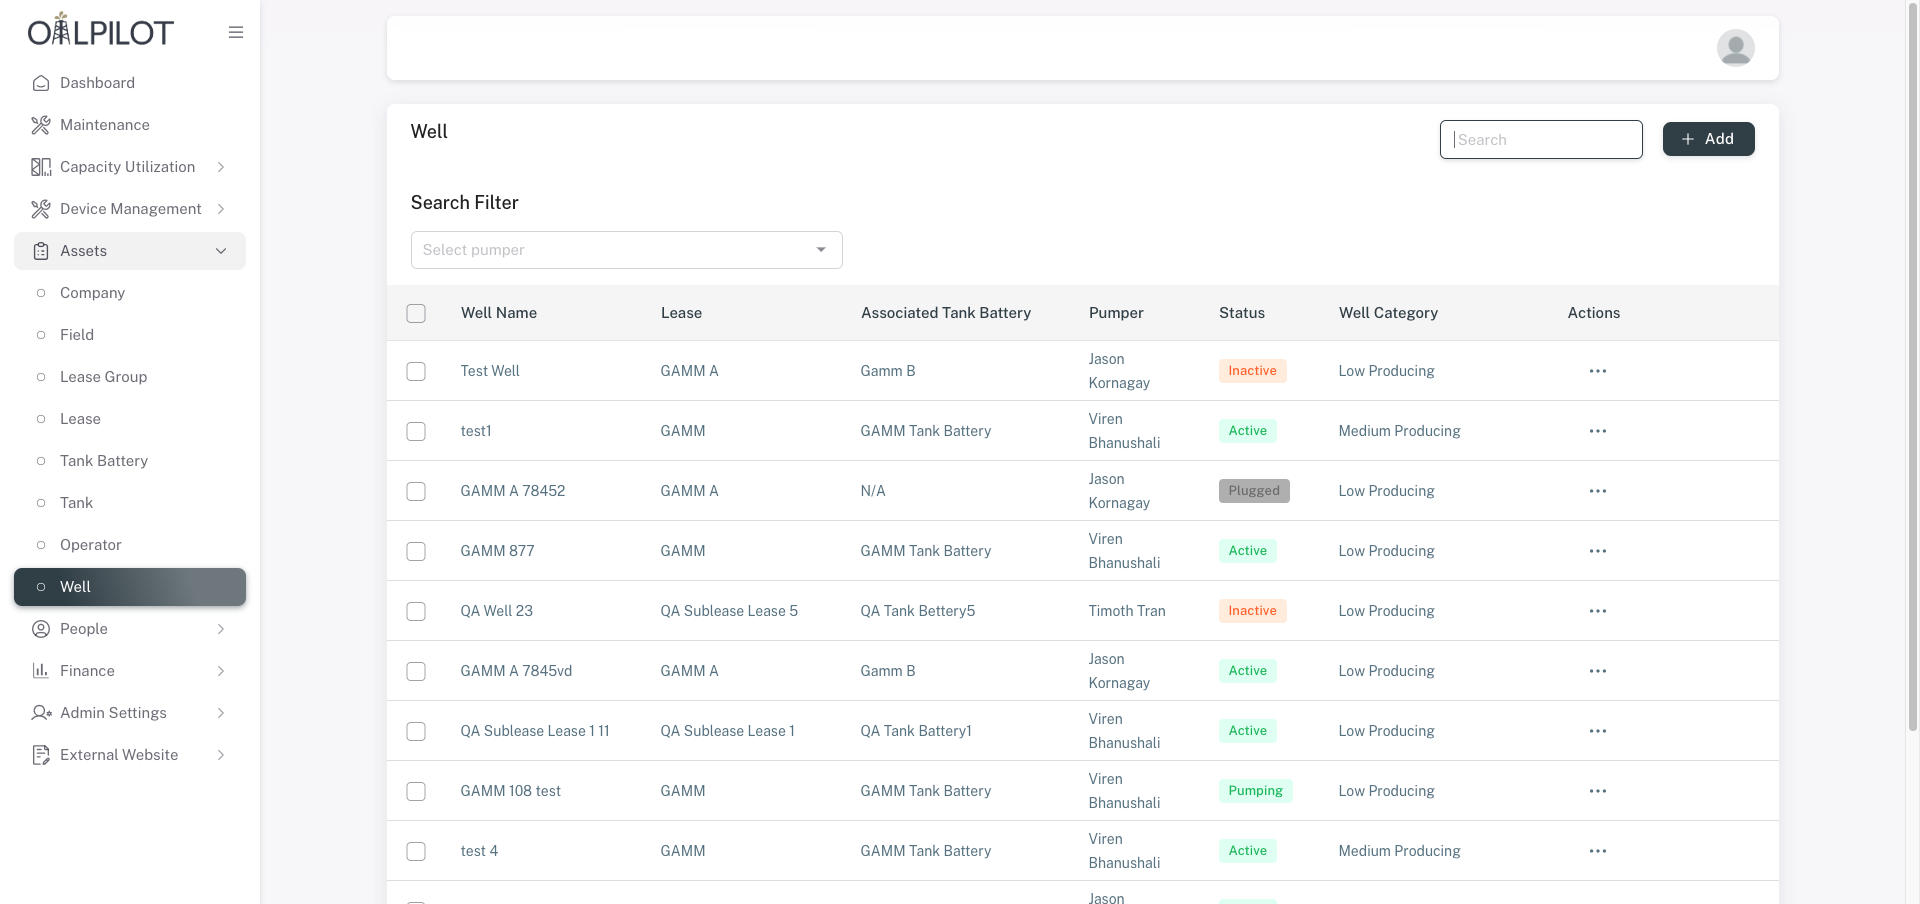 OILPILOT
Dashboard
Maintenance
Capacity Utilization
Device Management
Assets
Company
Field
Lease Group
Lease
Tank Battery
Tank
Operator
Well
People
Finance
Admin Settings
External Website
Well
Search
Add
Search Filter
Select pumper
Well Name Lease Associated Tank Battery Pumper Status Well Category Actions
Test Well GAMM A Gamm B Jason Kornagay Inactive Low Producing
test1 GAMM GAMM Tank Battery Viren Bhanushali Active Medium Producing
GAMM A 78452 GAMM A N/A Jason Kornagay Plugged Low Producing
GAMM 877 GAMM GAMM Tank Battery Viren Bhanushali Active Low Producing
QA Well 23 QA Sublease Lease 5 QA Tank Bettery5 Timoth Tran Inactive Low Producing
GAMM A 7845vd GAMM A Gamm B Jason Kornagay Active Low Producing
QA Sublease Lease 1 11 QA Sublease Lease 1 QA Tank Battery1 Viren Bhanushali Active Low Producing
GAMM 108 test GAMM GAMM Tank Battery Viren Bhanushali Pumping Low Producing
test 4 GAMM GAMM Tank Battery Viren Bhanushali Active Medium Producing
Jason